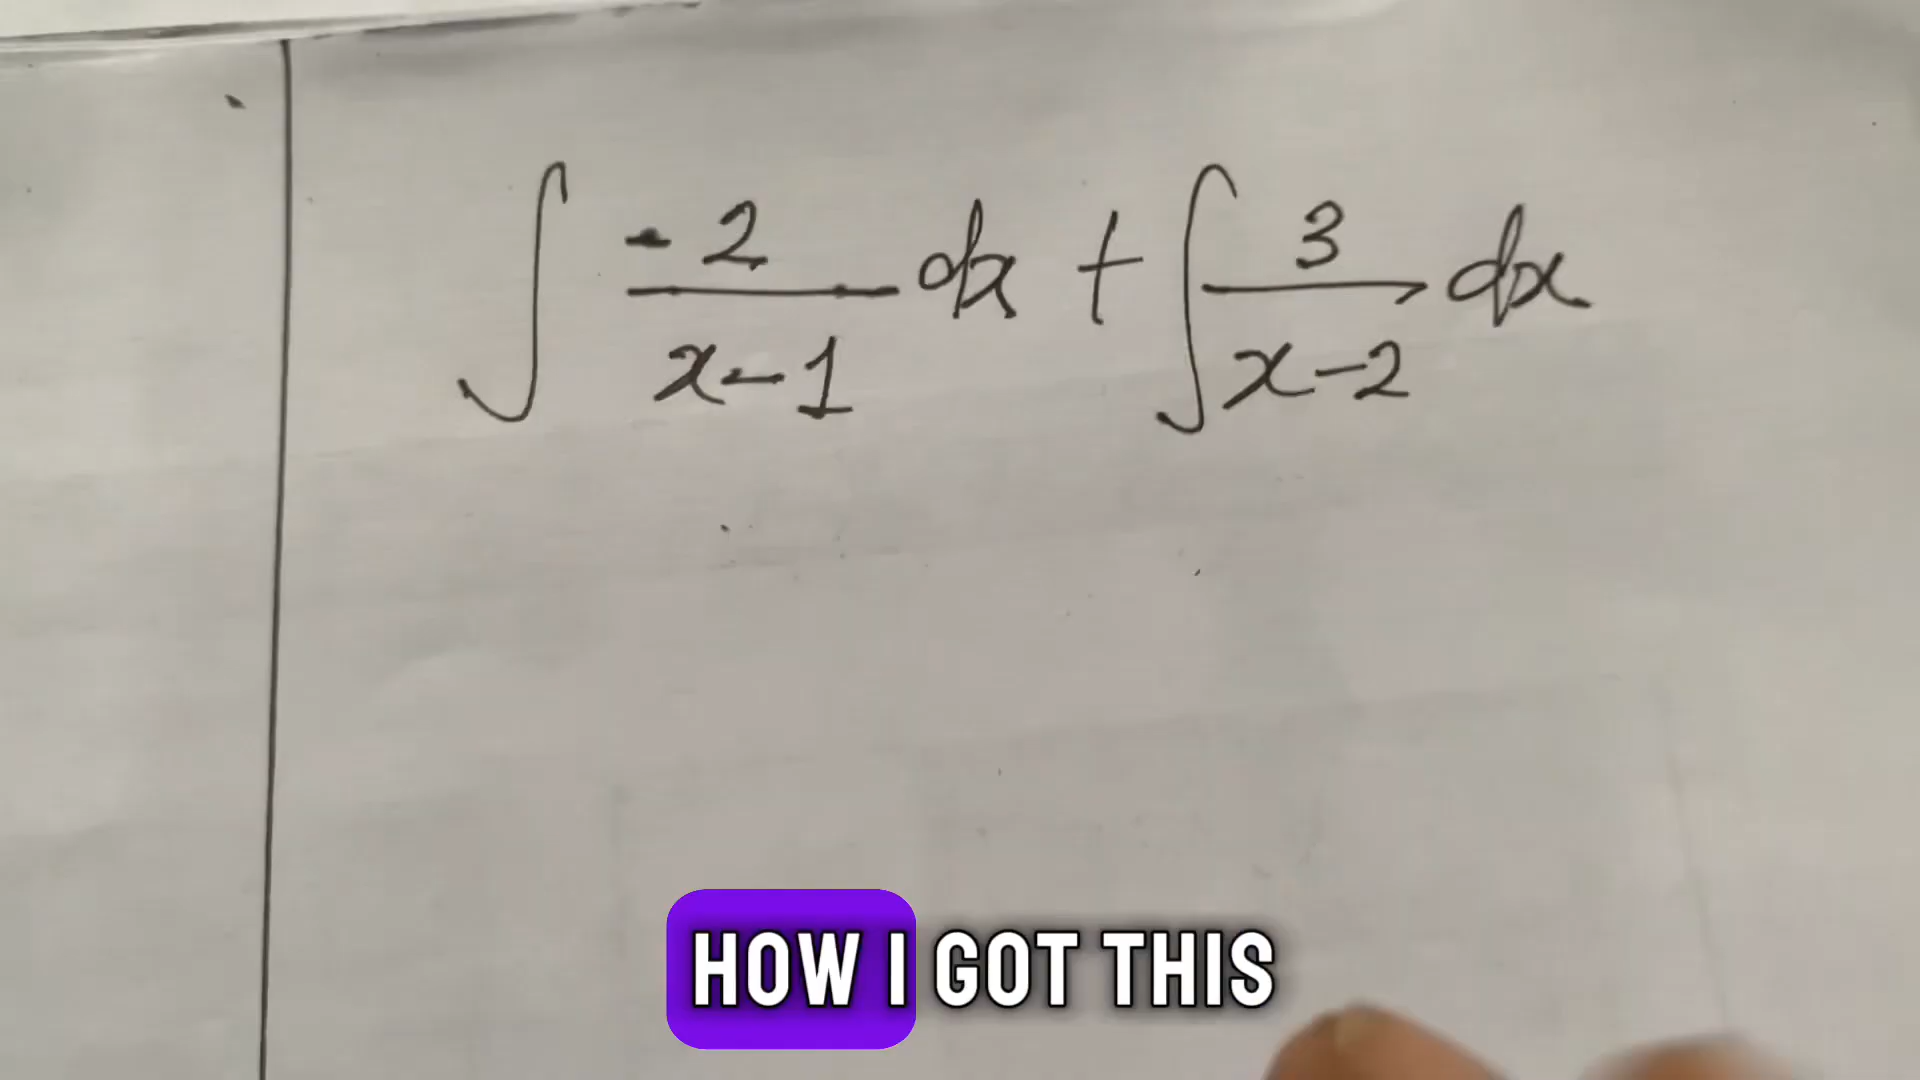 ∫ -2/(x-1) dx + ∫ 3/(x-2) dx
HOW I GOT THIS